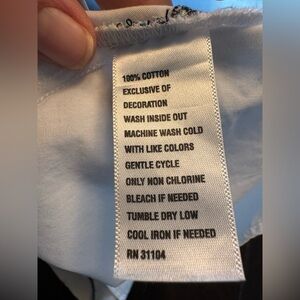 100% COTTON
EXCLUSIVE OF
DECORATION
WASH INSIDE OUT
MACHINE WASH COLD
WITH LIKE COLORS
GENTLE CYCLE
ONLY NON CHLORINE
BLEACH IF NEEDED
TUMBLE DRY LOW
COOL IRON IF NEEDED
RN 31104